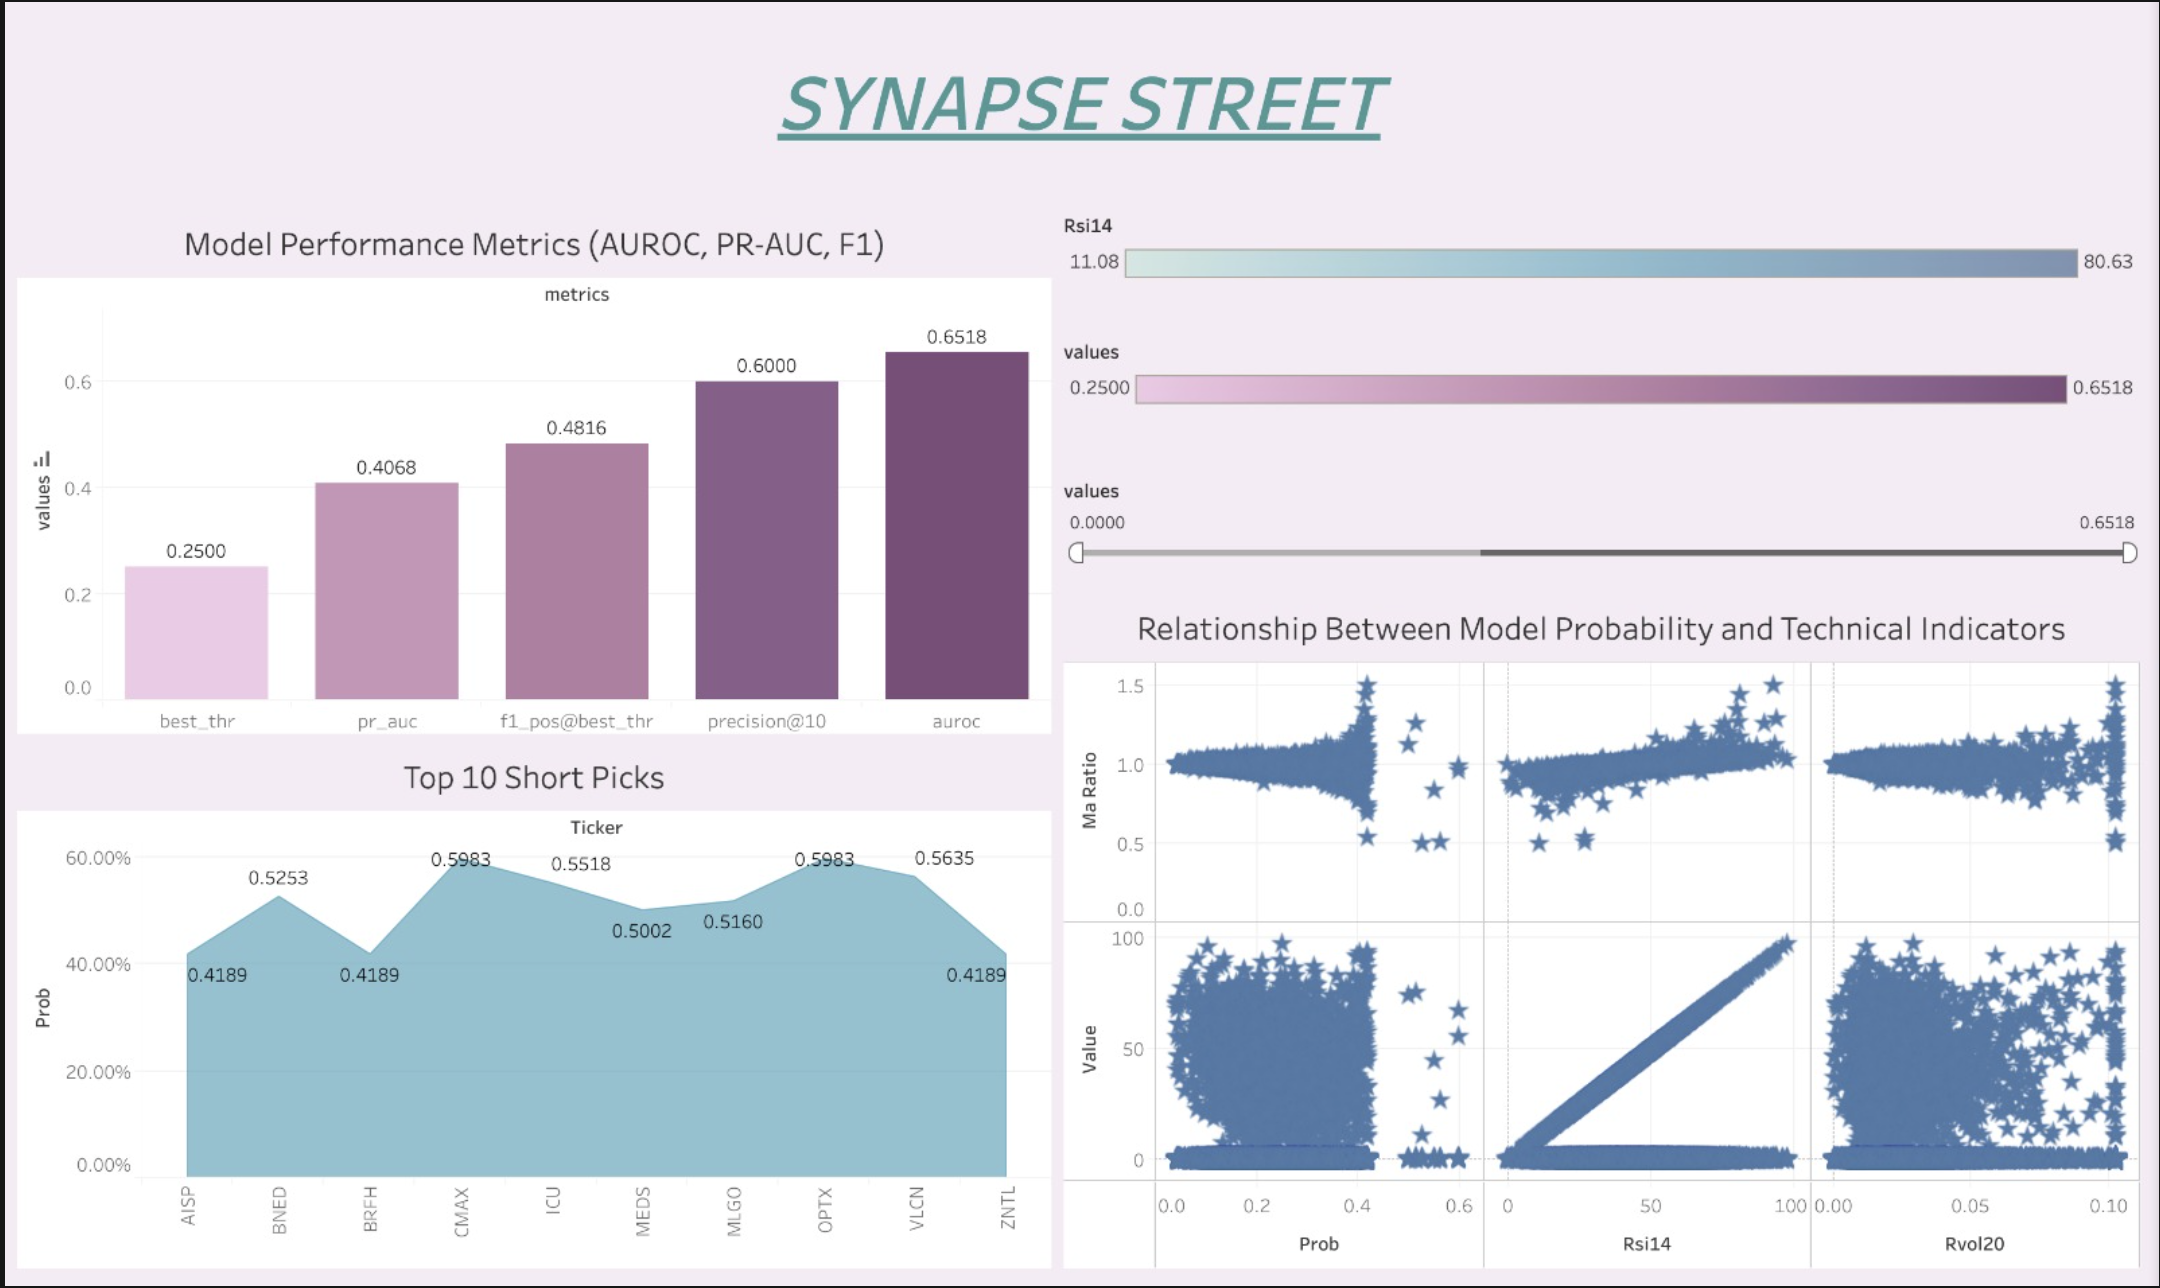 SYNAPSE STREET
Model Performance Metrics (AUROC, PR-AUC, F1)
metrics
values
0.6
0.4
0.2
0.0
0.2500
0.4068
0.4816
0.6000
0.6518
best_thr
pr_auc
f1_pos@best_thr
precision@10
auroc
Top 10 Short Picks
Ticker
Prob
60.00%
40.00%
20.00%
0.00%
0.4189
0.5253
0.4189
0.5983
0.5518
0.5002
0.5160
0.5983
0.5635
0.4189
AISP
BNED
BRFH
CMAX
ICU
MEDS
MLGO
OPTX
VLCN
ZNTL
Rsi14
11.08
80.63
values
0.2500
0.6518
values
0.0000
0.6518
Relationship Between Model Probability and Technical Indicators
Ma Ratio
1.5
1.0
0.5
0.0
Value
100
50
0
0.0
0.2
0.4
0.6
0
50
100
0.00
0.05
0.10
Prob
Rsi14
Rvol20